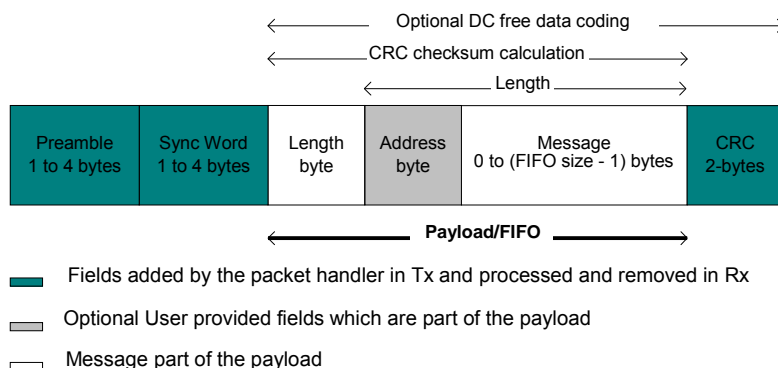 Optional DC free data coding
CRC checksum calculation
Length
Preamble
1 to 4 bytes
Sync Word
1 to 4 bytes
Length
byte
Address
byte
Message
0 to (FIFO size - 1) bytes
CRC
2-bytes
Payload/FIFO
Fields added by the packet handler in Tx and processed and removed in Rx
Optional User provided fields which are part of the payload
Message part of the payload